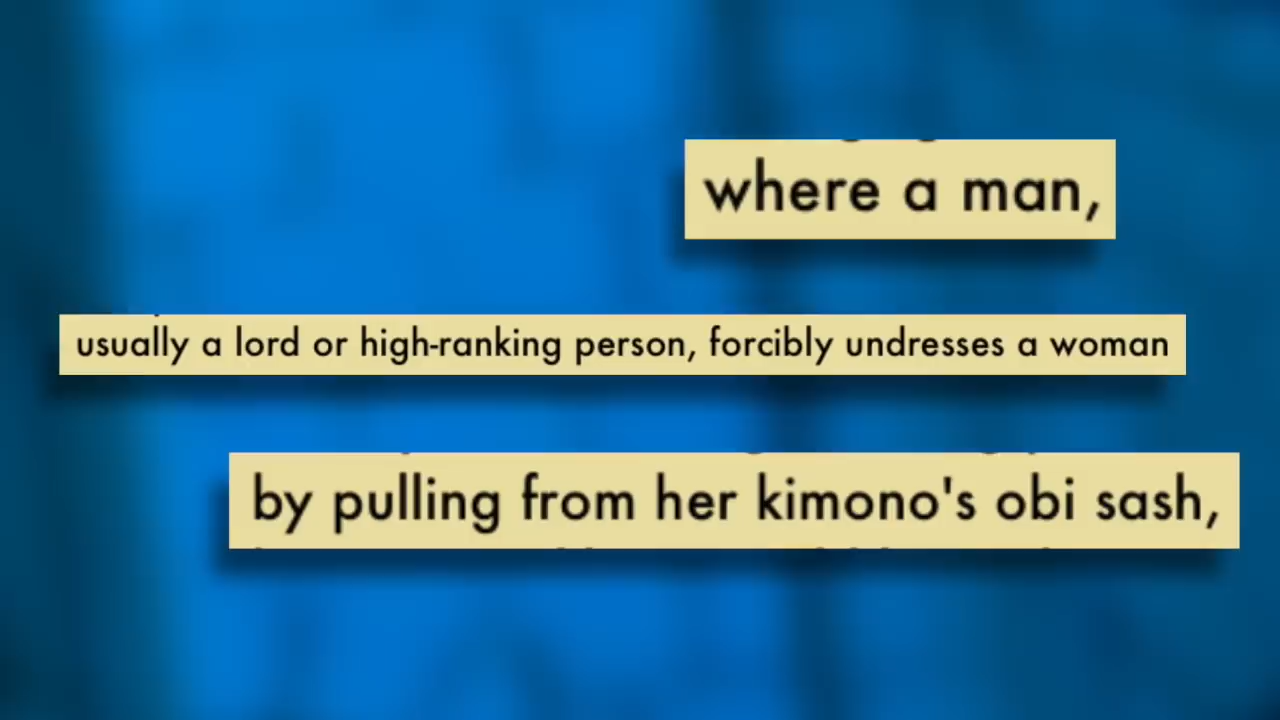 where a man,
usually a lord or high-ranking person, forcibly undresses a woman
by pulling from her kimono's obi sash,